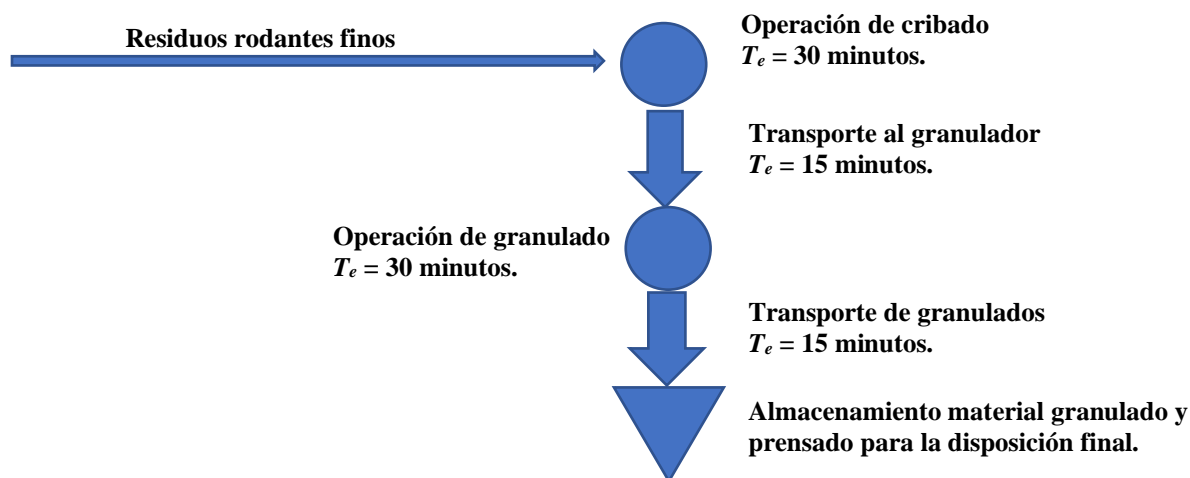 Residuos rodantes finos
Operación de cribado
Te = 30 minutos.
Transporte al granulador
Te = 15 minutos.
Operación de granulado
Te = 30 minutos.
Transporte de granulados
Te = 15 minutos.
Almacenamiento material granulado y
prensado para la disposición final.